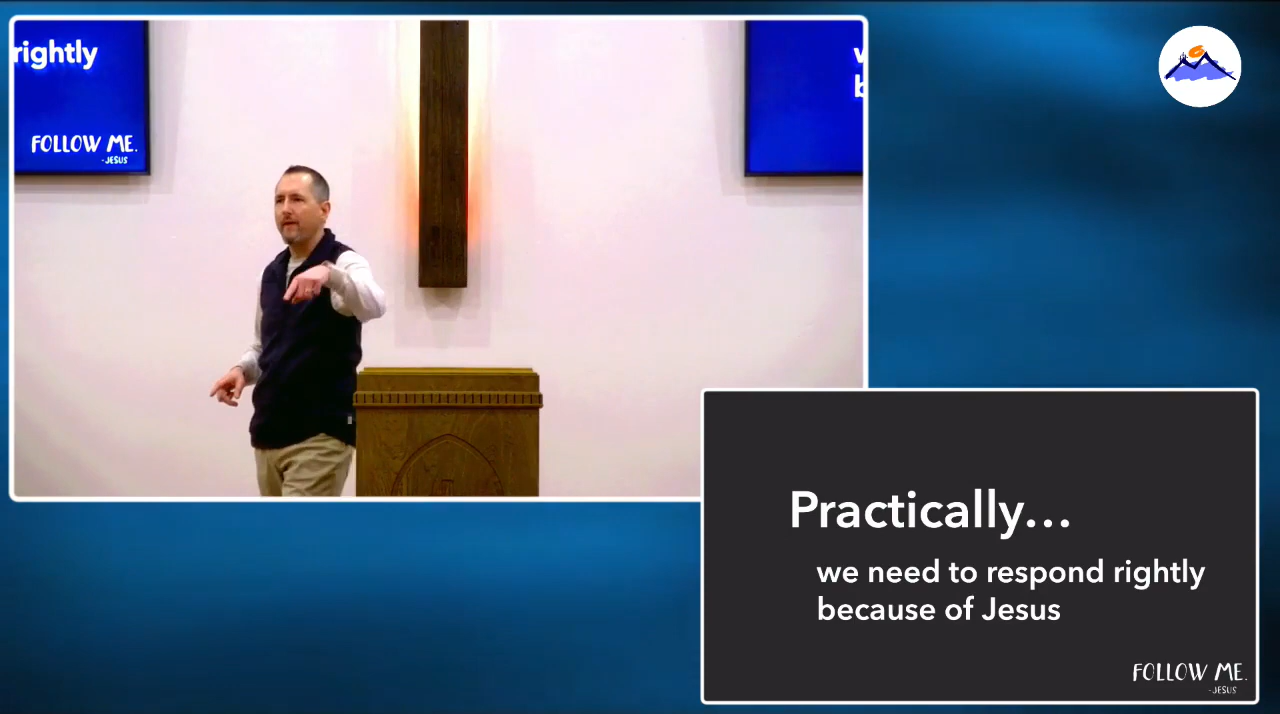 rightly
FOLLOW ME.
-JESUS
Practically...
we need to respond rightly
because of Jesus
FOLLOW ME.
-JESUS